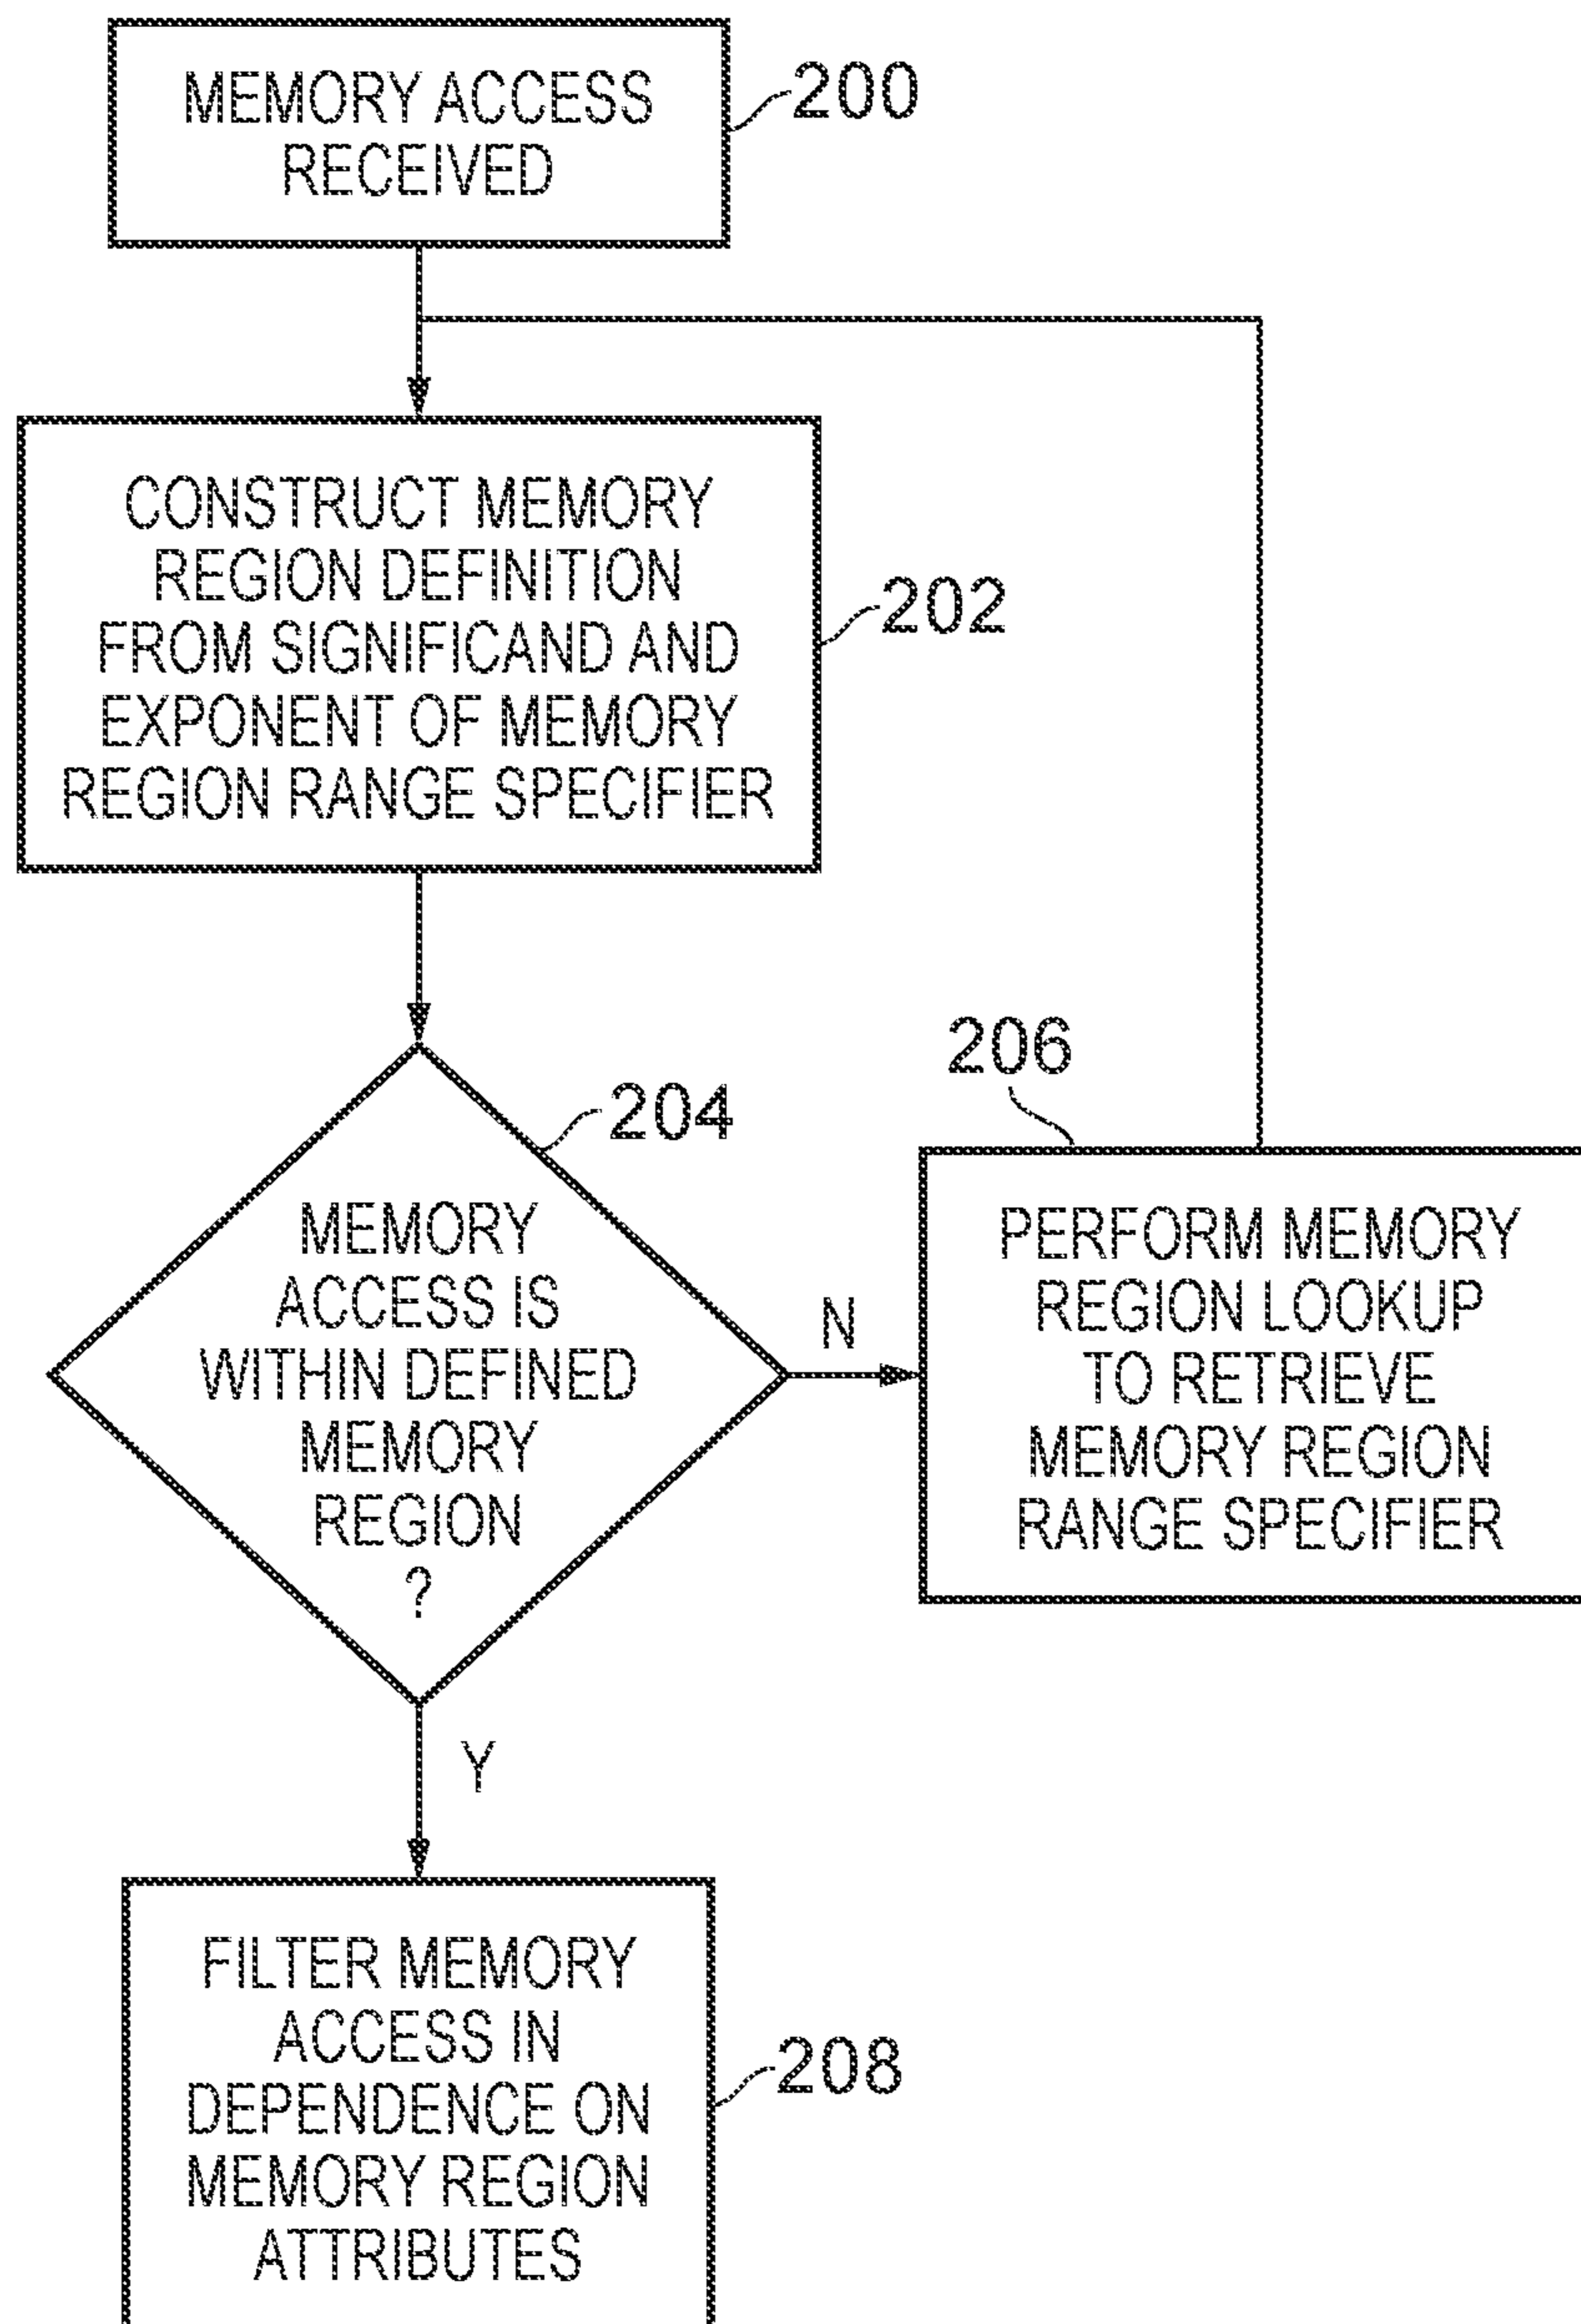 MEMORY ACCESS
RECEIVED
200
CONSTRUCT MEMORY
REGION DEFINITION
FROM SIGNIFICAND AND
EXPONENT OF MEMORY
REGION RANGE SPECIFIER
202
204
MEMORY
ACCESS IS
WITHIN DEFINED
MEMORY
REGION
?
N
206
PERFORM MEMORY
REGION LOOKUP
TO RETRIEVE
MEMORY REGION
RANGE SPECIFIER
Y
FILTER MEMORY
ACCESS IN
DEPENDENCE ON
MEMORY REGION
ATTRIBUTES
208